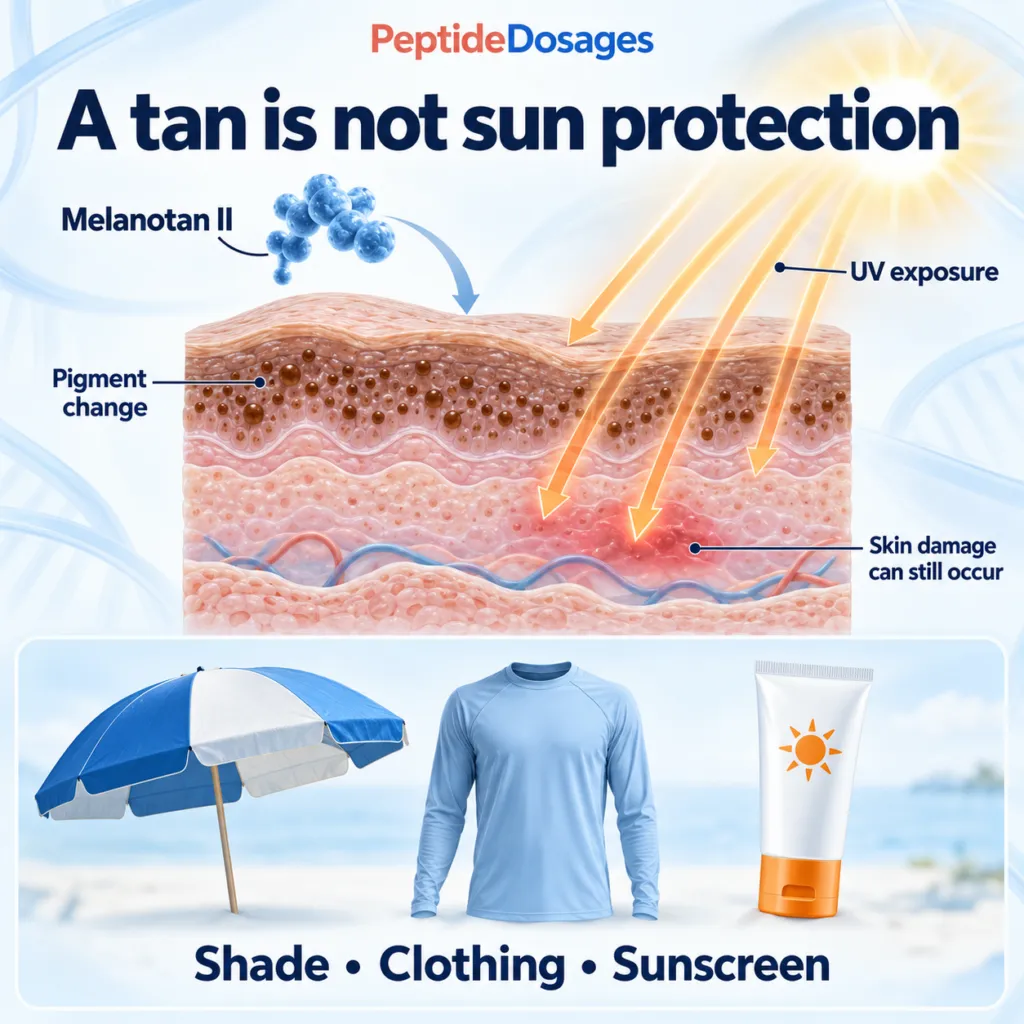 PeptideDosages
A tan is not sun protection
Melanotan II
UV exposure
Pigment
change
Skin damage
can still occur
Shade • Clothing • Sunscreen